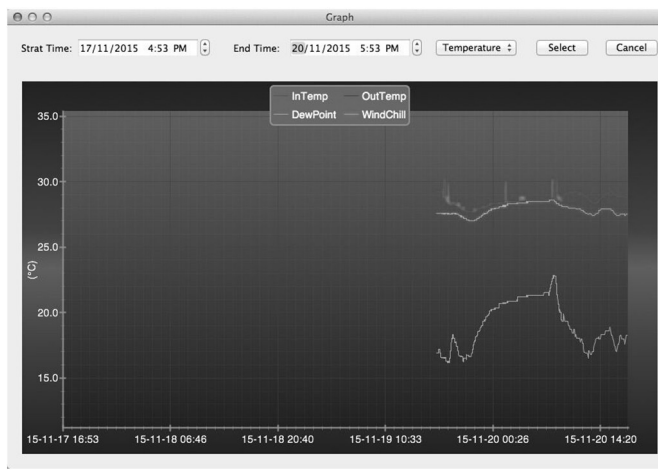 Graph
Strat Time: 17/11/2015 4:53 PM End Time: 20/11/2015 5:53 PM Temperature Select Cancel
InTemp OutTemp
DewPoint WindChill
35.0
30.0
25.0
(°C)
20.0
15.0
15-11-17 16:53 15-11-18 06:46 15-11-18 20:40 15-11-19 10:33 15-11-20 00:26 15-11-20 14:20